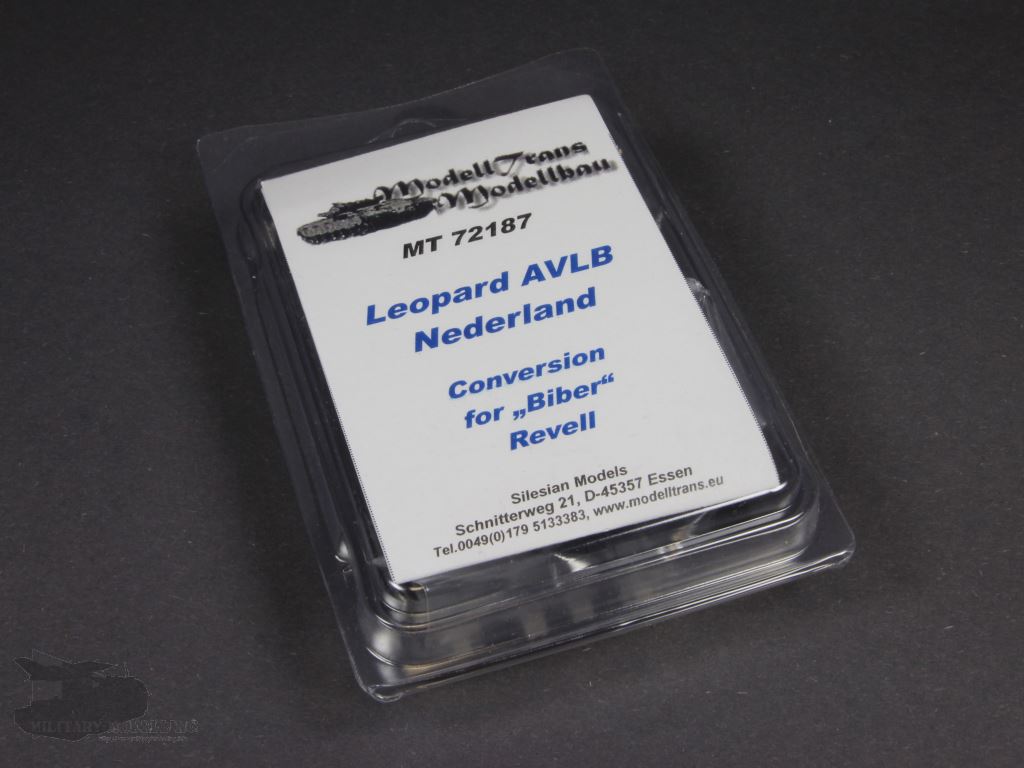 ModellTrans
Modellbau
MT 72187
Leopard AVLB
Nederland
Conversion
for „Biber“
Revell
Silesian Models
Schnitterweg 21, D-45357 Essen
Tel.0049(0)179 5133383, www.modelltrans.eu